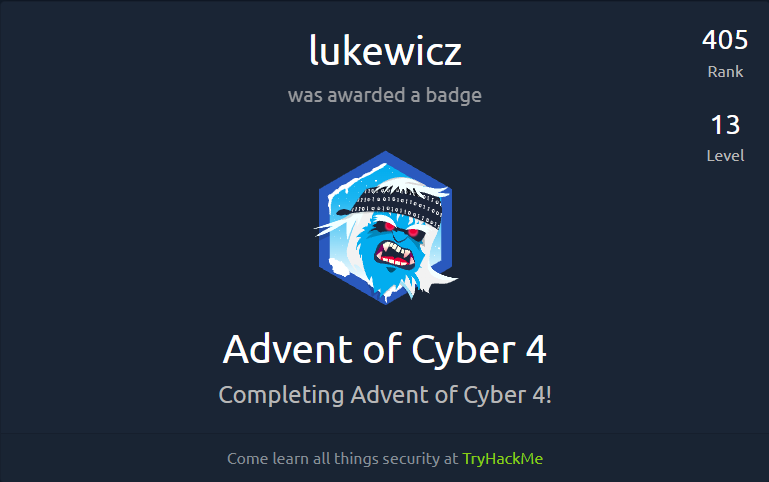 lukewicz
was awarded a badge
405
Rank
13
Level
Advent of Cyber 4
Completing Advent of Cyber 4!
Come learn all things security at TryHackMe